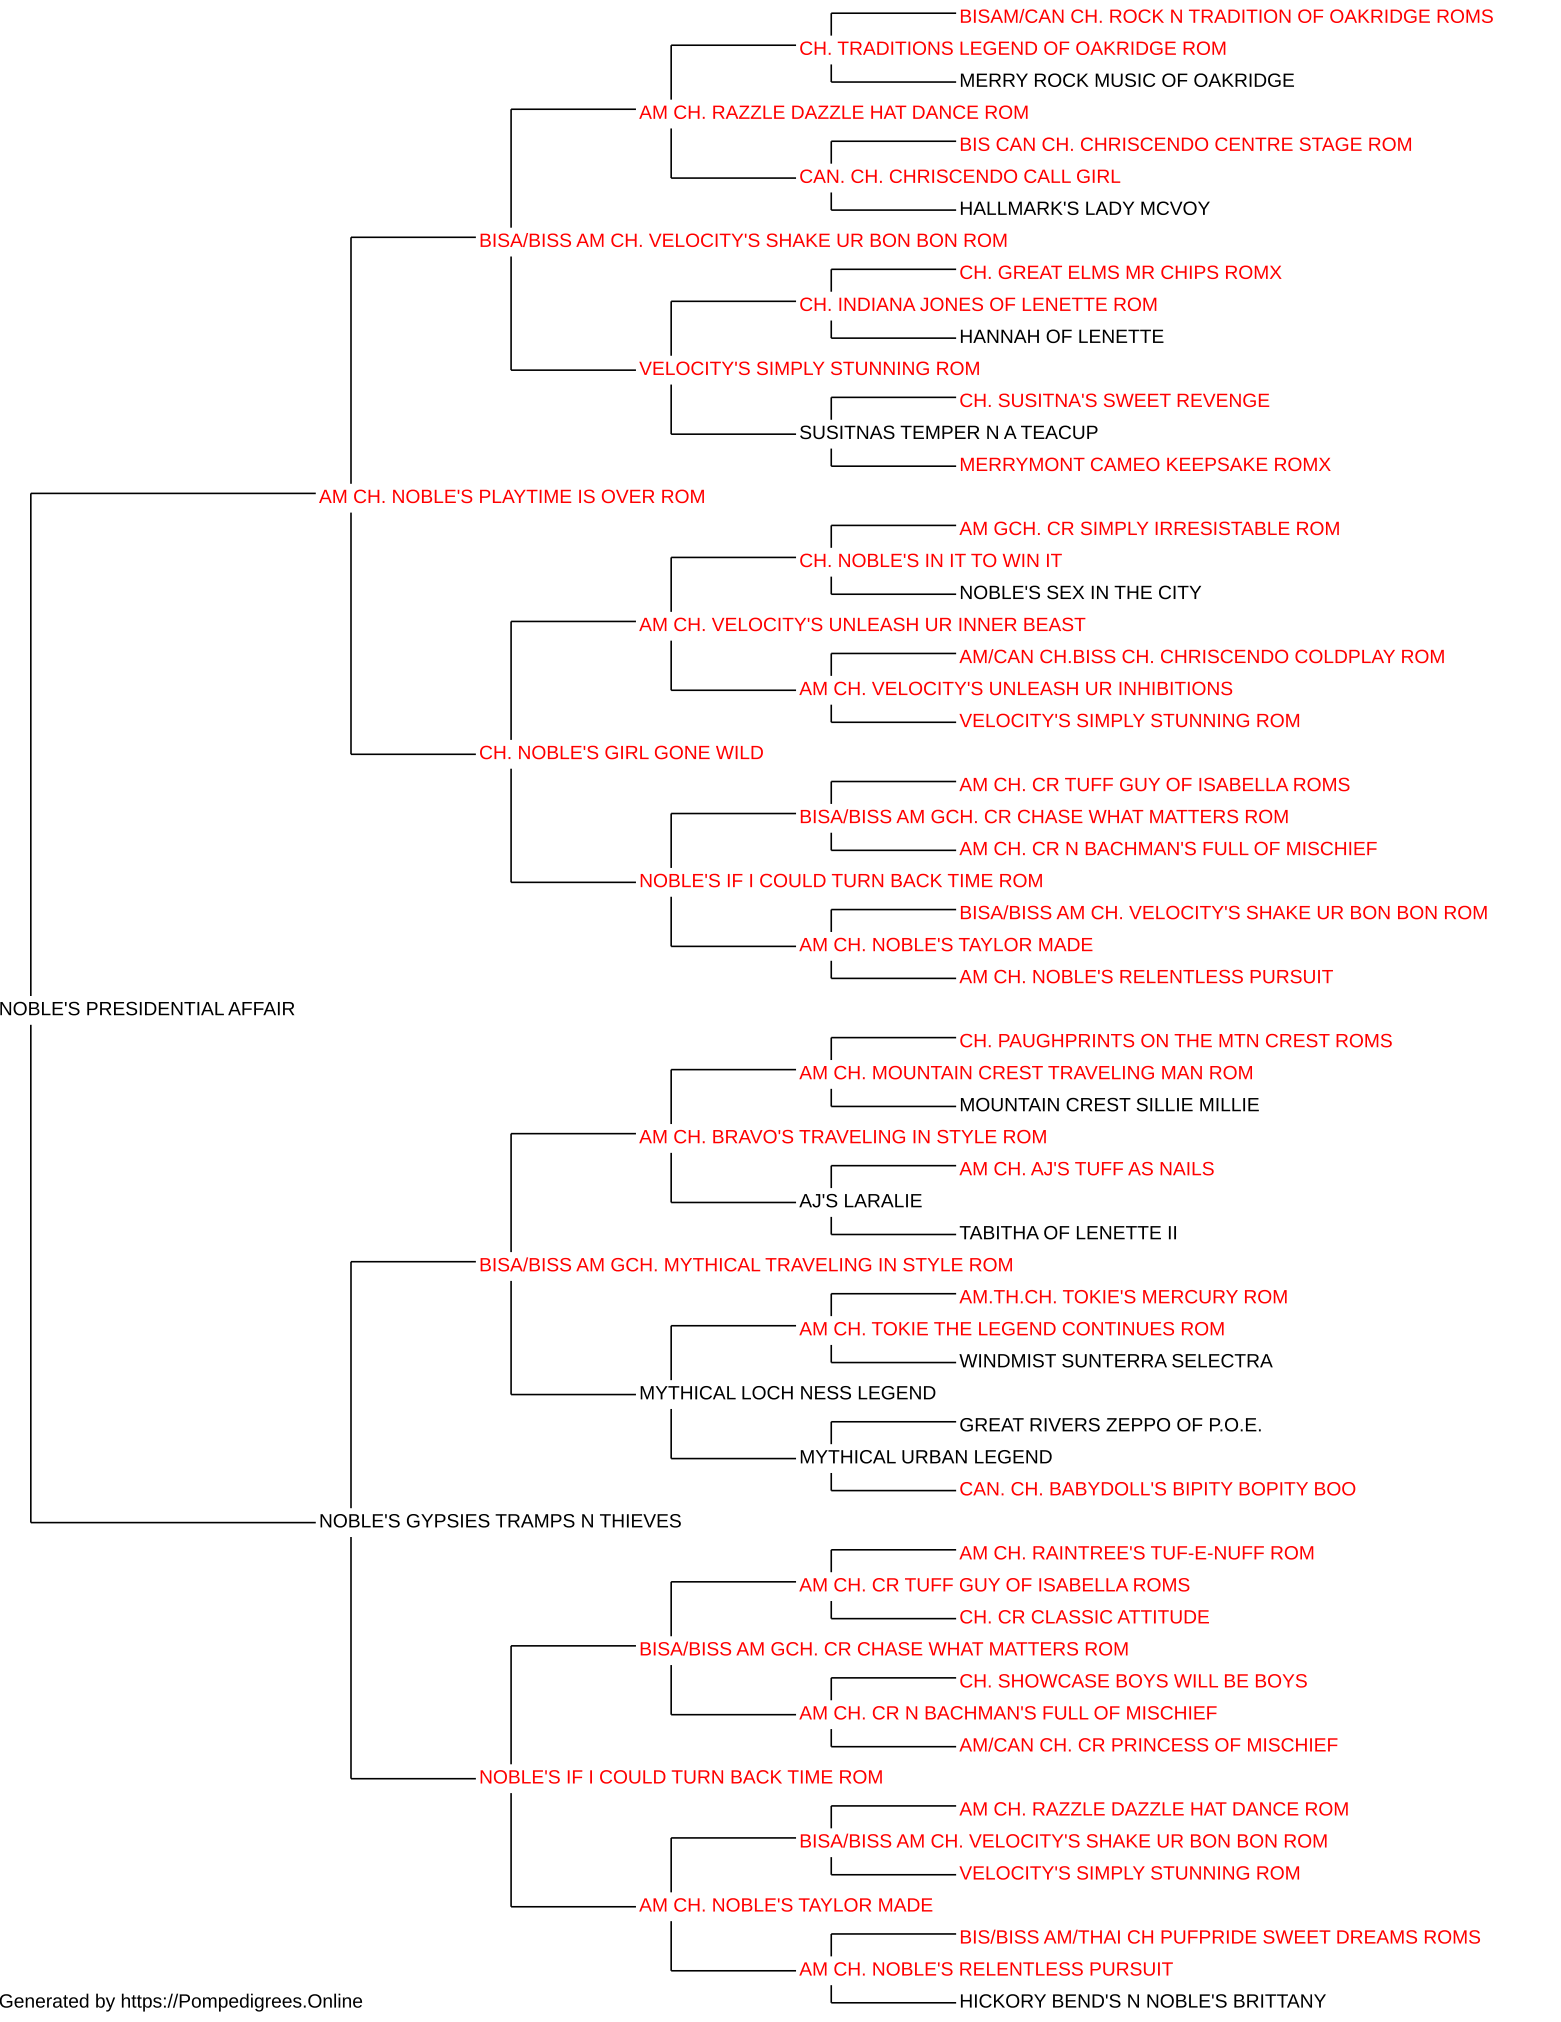 BISAM/CAN CH. ROCK N TRADITION OF OAKRIDGE ROMS
CH. TRADITIONS LEGEND OF OAKRIDGE ROM
MERRY ROCK MUSIC OF OAKRIDGE
AM CH. RAZZLE DAZZLE HAT DANCE ROM
BIS CAN CH. CHRISCENDO CENTRE STAGE ROM
CAN. CH. CHRISCENDO CALL GIRL
HALLMARK'S LADY MCVOY
BISA/BISS AM CH. VELOCITY'S SHAKE UR BON BON ROM
CH. GREAT ELMS MR CHIPS ROMX
CH. INDIANA JONES OF LENETTE ROM
HANNAH OF LENETTE
VELOCITY'S SIMPLY STUNNING ROM
CH. SUSITNA'S SWEET REVENGE
SUSITNAS TEMPER N A TEACUP
MERRYMONT CAMEO KEEPSAKE ROMX
AM CH. NOBLE'S PLAYTIME IS OVER ROM
AM GCH. CR SIMPLY IRRESISTABLE ROM
CH. NOBLE'S IN IT TO WIN IT
NOBLE'S SEX IN THE CITY
AM CH. VELOCITY'S UNLEASH UR INNER BEAST
AM/CAN CH.BISS CH. CHRISCENDO COLDPLAY ROM
AM CH. VELOCITY'S UNLEASH UR INHIBITIONS
VELOCITY'S SIMPLY STUNNING ROM
CH. NOBLE'S GIRL GONE WILD
AM CH. CR TUFF GUY OF ISABELLA ROMS
BISA/BISS AM GCH. CR CHASE WHAT MATTERS ROM
AM CH. CR N BACHMAN'S FULL OF MISCHIEF
NOBLE'S IF I COULD TURN BACK TIME ROM
BISA/BISS AM CH. VELOCITY'S SHAKE UR BON BON ROM
AM CH. NOBLE'S TAYLOR MADE
AM CH. NOBLE'S RELENTLESS PURSUIT
NOBLE'S PRESIDENTIAL AFFAIR
CH. PAUGHPRINTS ON THE MTN CREST ROMS
AM CH. MOUNTAIN CREST TRAVELING MAN ROM
MOUNTAIN CREST SILLIE MILLIE
AM CH. BRAVO'S TRAVELING IN STYLE ROM
AM CH. AJ'S TUFF AS NAILS
AJ'S LARALIE
TABITHA OF LENETTE II
BISA/BISS AM GCH. MYTHICAL TRAVELING IN STYLE ROM
AM.TH.CH. TOKIE'S MERCURY ROM
AM CH. TOKIE THE LEGEND CONTINUES ROM
WINDMIST SUNTERRA SELECTRA
MYTHICAL LOCH NESS LEGEND
GREAT RIVERS ZEPPO OF P.O.E.
MYTHICAL URBAN LEGEND
CAN. CH. BABYDOLL'S BIPITY BOPITY BOO
NOBLE'S GYPSIES TRAMPS N THIEVES
AM CH. RAINTREE'S TUF-E-NUFF ROM
AM CH. CR TUFF GUY OF ISABELLA ROMS
CH. CR CLASSIC ATTITUDE
BISA/BISS AM GCH. CR CHASE WHAT MATTERS ROM
CH. SHOWCASE BOYS WILL BE BOYS
AM CH. CR N BACHMAN'S FULL OF MISCHIEF
AM/CAN CH. CR PRINCESS OF MISCHIEF
NOBLE'S IF I COULD TURN BACK TIME ROM
AM CH. RAZZLE DAZZLE HAT DANCE ROM
BISA/BISS AM CH. VELOCITY'S SHAKE UR BON BON ROM
VELOCITY'S SIMPLY STUNNING ROM
AM CH. NOBLE'S TAYLOR MADE
BIS/BISS AM/THAI CH PUFPRIDE SWEET DREAMS ROMS
AM CH. NOBLE'S RELENTLESS PURSUIT
HICKORY BEND'S N NOBLE'S BRITTANY
Generated by https://Pompedigrees.Online